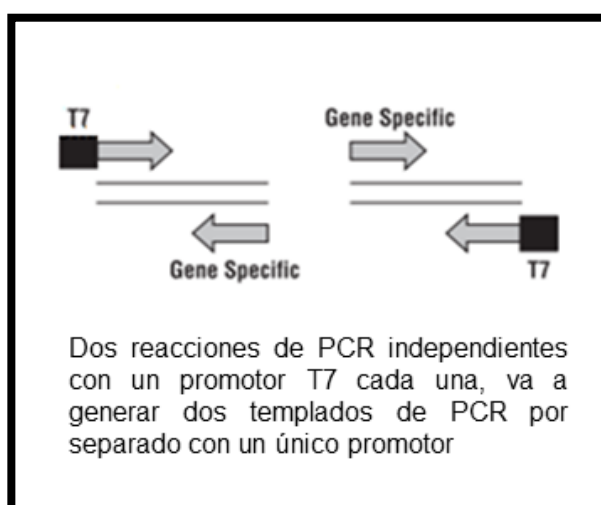 T7
Gene Specific
Gene Specific
T7
Dos reacciones de PCR independientes
con un promotor T7 cada una, va a
generar dos templados de PCR por
separado con un único promotor